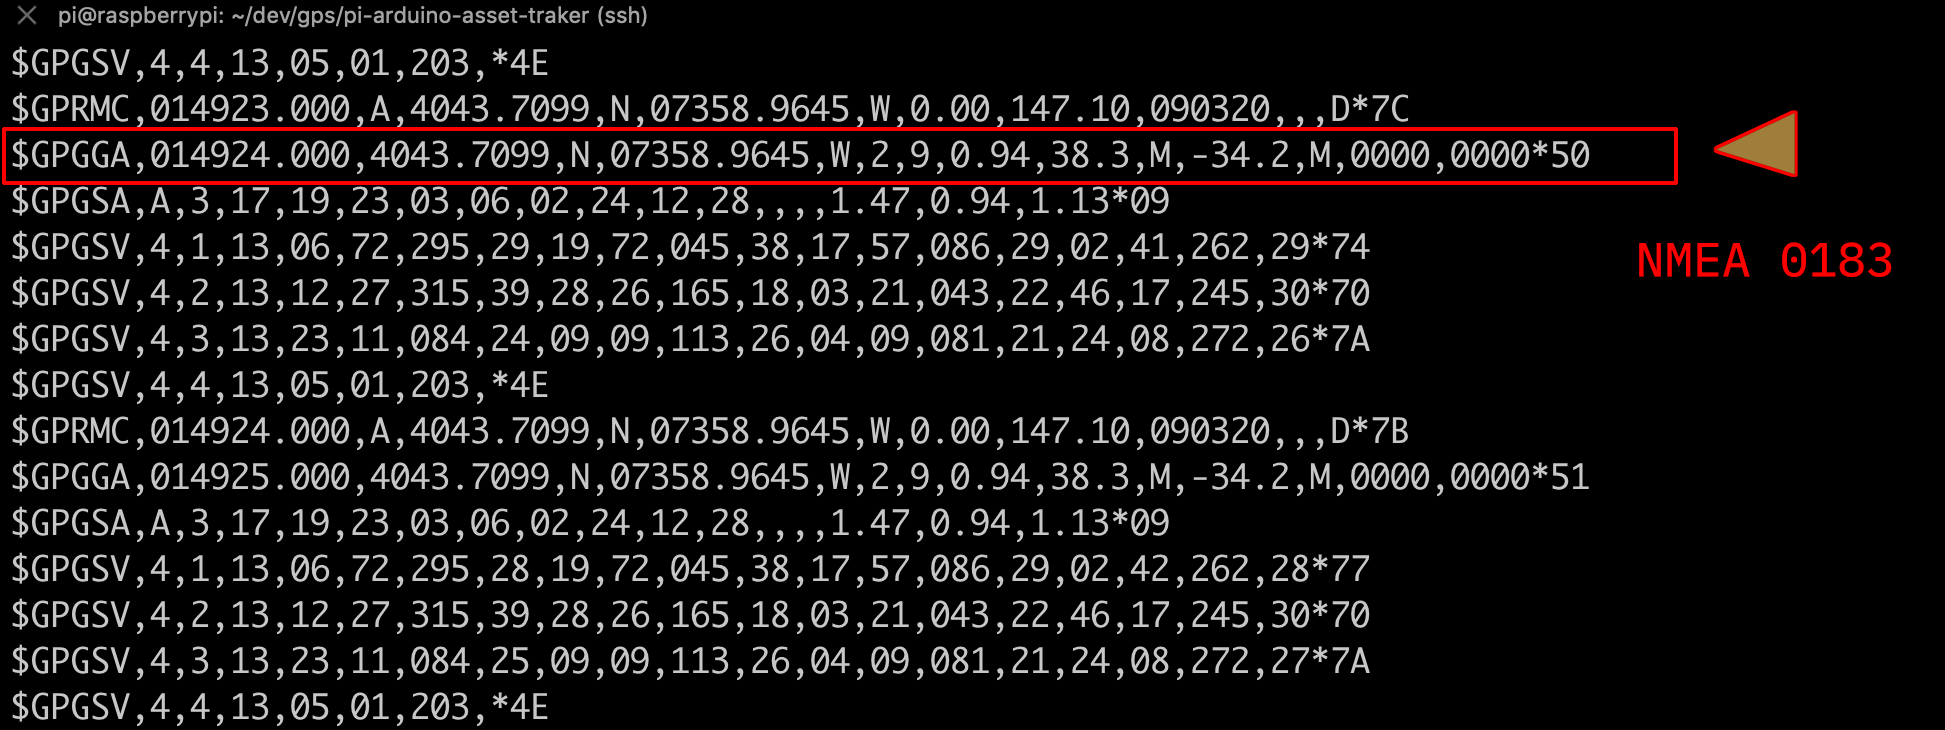 pi@raspberrypi: ~/dev/gps/pi-arduino-asset-traker (ssh)
$GPGSV,4,4,13,05,01,203,*4E
$GPRMC,014923.000,A,4043.7099,N,07358.9645,W,0.00,147.10,090320,,,D*7C
$GPGGA,014924.000,4043.7099,N,07358.9645,W,2,9,0.94,38.3,M,-34.2,M,0000,0000*50
$GPGSA,A,3,17,19,23,03,06,02,24,12,28,,,,1.47,0.94,1.13*09
$GPGSV,4,1,13,06,72,295,29,19,72,045,38,17,57,086,29,02,41,262,29*74
NMEA 0183
$GPGSV,4,2,13,12,27,315,39,28,26,165,18,03,21,043,22,46,17,245,30*70
$GPGSV,4,3,13,23,11,084,24,09,09,113,26,04,09,081,21,24,08,272,26*7A
$GPGSV,4,4,13,05,01,203,*4E
$GPRMC,014924.000,A,4043.7099,N,07358.9645,W,0.00,147.10,090320,,,D*7B
$GPGGA,014925.000,4043.7099,N,07358.9645,W,2,9,0.94,38.3,M,-34.2,M,0000,0000*51
$GPGSA,A,3,17,19,23,03,06,02,24,12,28,,,,1.47,0.94,1.13*09
$GPGSV,4,1,13,06,72,295,28,19,72,045,38,17,57,086,29,02,42,262,28*77
$GPGSV,4,2,13,12,27,315,39,28,26,165,18,03,21,043,22,46,17,245,30*70
$GPGSV,4,3,13,23,11,084,25,09,09,113,26,04,09,081,21,24,08,272,27*7A
$GPGSV,4,4,13,05,01,203,*4E